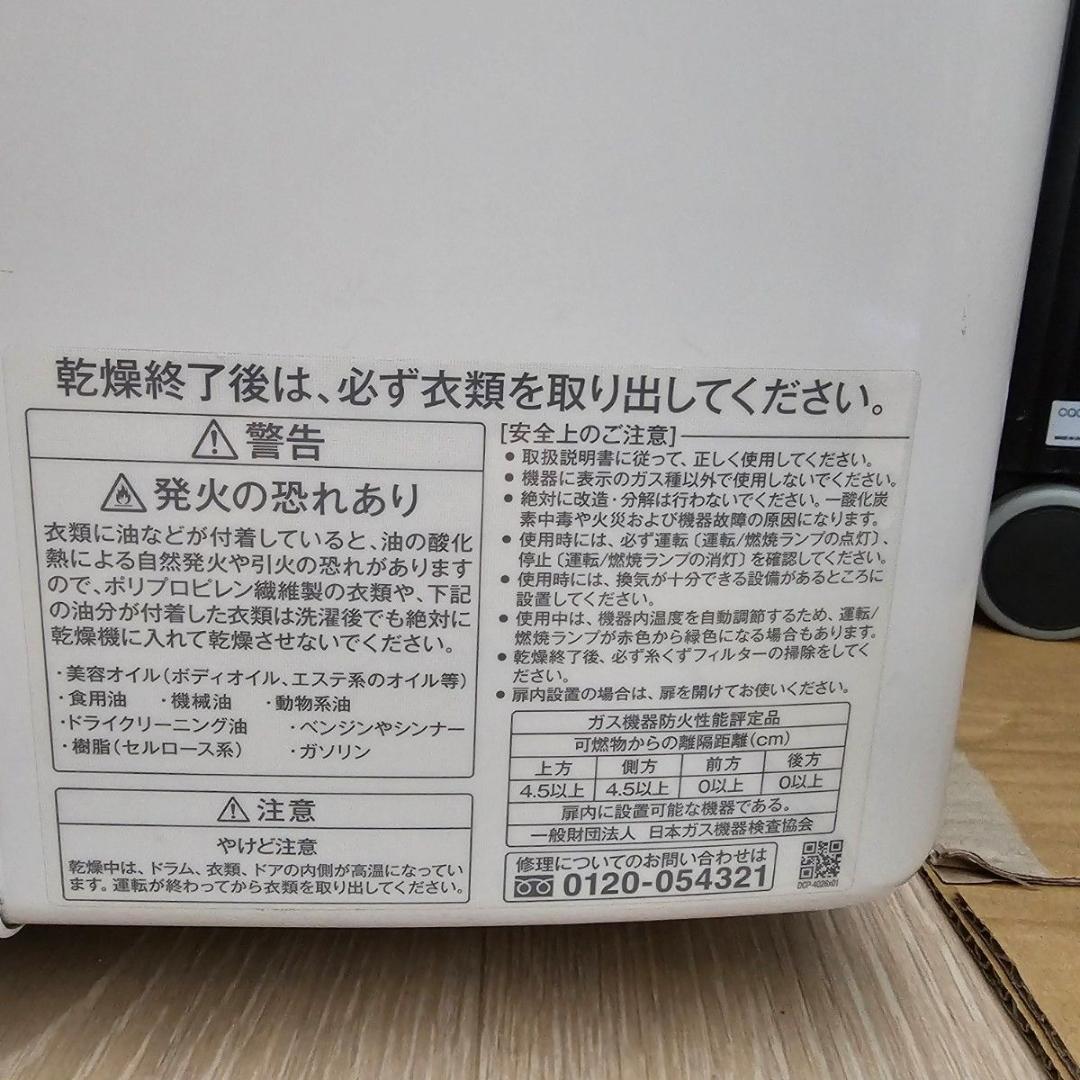 乾燥終了後は、必ず衣類を取り出してください。
⚠警告
発火の恐れあり
衣類に油などが付着していると、油の酸化
熱による自然発火や引火の恐れがあります
ので、ポリプロピレン繊維製の衣類や、下記
の油分が付着した衣類は洗濯後でも絶対に
乾燥機に入れて乾燥させないでください。
・美容オイル（ボディオイル、エステ系のオイル等）
・食用油 ・機械油 ・動物系油
・ドライクリーニング油 ・ベンジンやシンナー
・樹脂（セルロース系） ・ガソリン
⚠注意
やけど注意
乾燥中は、ドラム、衣類、ドアの内側が高温になってい
ます。運転が終わってから衣類を取り出してください。
[安全上のご注意]
● 取扱説明書に従って、正しく使用してください。
● 機器に表示のガス種以外で使用しないでください。
● 絶対に改造・分解は行わないでください。一酸化炭
素中毒や火災および機器故障の原因になります。
● 使用時には、必ず運転〔運転/燃焼ランプの点灯〕、
停止〔運転/燃焼ランプの消灯〕を確認してください。
● 使用時には、換気が十分できる設備があるところに
設置してください。
● 使用中は、機器内温度を自動調節するため、運転/
燃焼ランプが赤色から緑色になる場合もあります。
● 乾燥終了後、必ず糸くずフィルターの掃除をしてく
ださい。
● 扉内設置の場合は、扉を開けてお使いください。
ガス機器防火性能評定品
可燃物からの離隔距離(cm)
上方 側方 前方 後方
4.5以上 4.5以上 0以上 0以上
扉内に設置可能な機器である。
一般財団法人 日本ガス機器検査協会
修理についてのお問い合わせは
0120-054321
DCP-4026x01